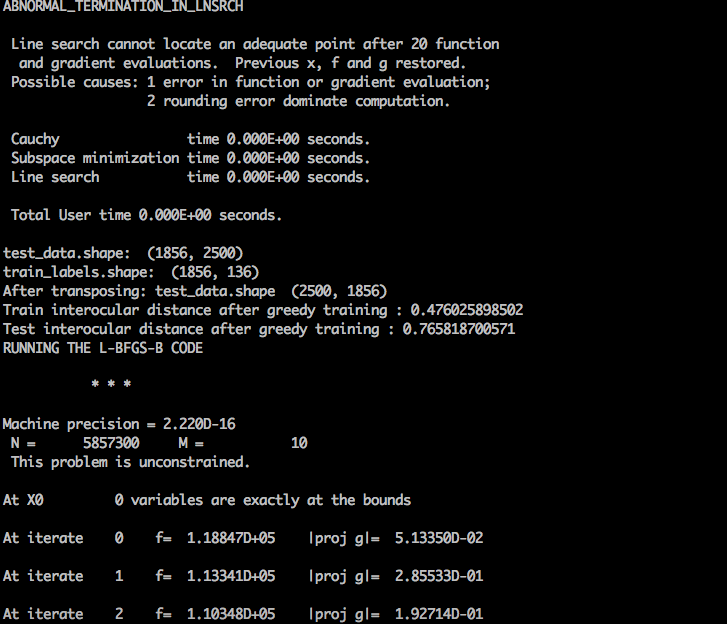 ABNORMAL_TERMINATION_IN_LNSRCH
Line search cannot locate an adequate point after 20 function
and gradient evaluations.  Previous x, f and g restored.
Possible causes: 1 error in function or gradient evaluation;
2 rounding error dominate computation.
Cauchy                time 0.000E+00 seconds.
Subspace minimization time 0.000E+00 seconds.
Line search           time 0.000E+00 seconds.
Total User time 0.000E+00 seconds.
test_data.shape:  (1856, 2500)
train_labels.shape:  (1856, 136)
After transposing: test_data.shape  (2500, 1856)
Train interocular distance after greedy training : 0.476025898502
Test interocular distance after greedy training : 0.765818700571
RUNNING THE L-BFGS-B CODE
* * *
Machine precision = 2.220D-16
N =      5857300     M =           10
This problem is unconstrained.
At X0         0 variables are exactly at the bounds
At iterate    0    f=  1.18847D+05    |proj g|=  5.13350D-02
At iterate    1    f=  1.13341D+05    |proj g|=  2.85533D-01
At iterate    2    f=  1.10348D+05    |proj g|=  1.92714D-01